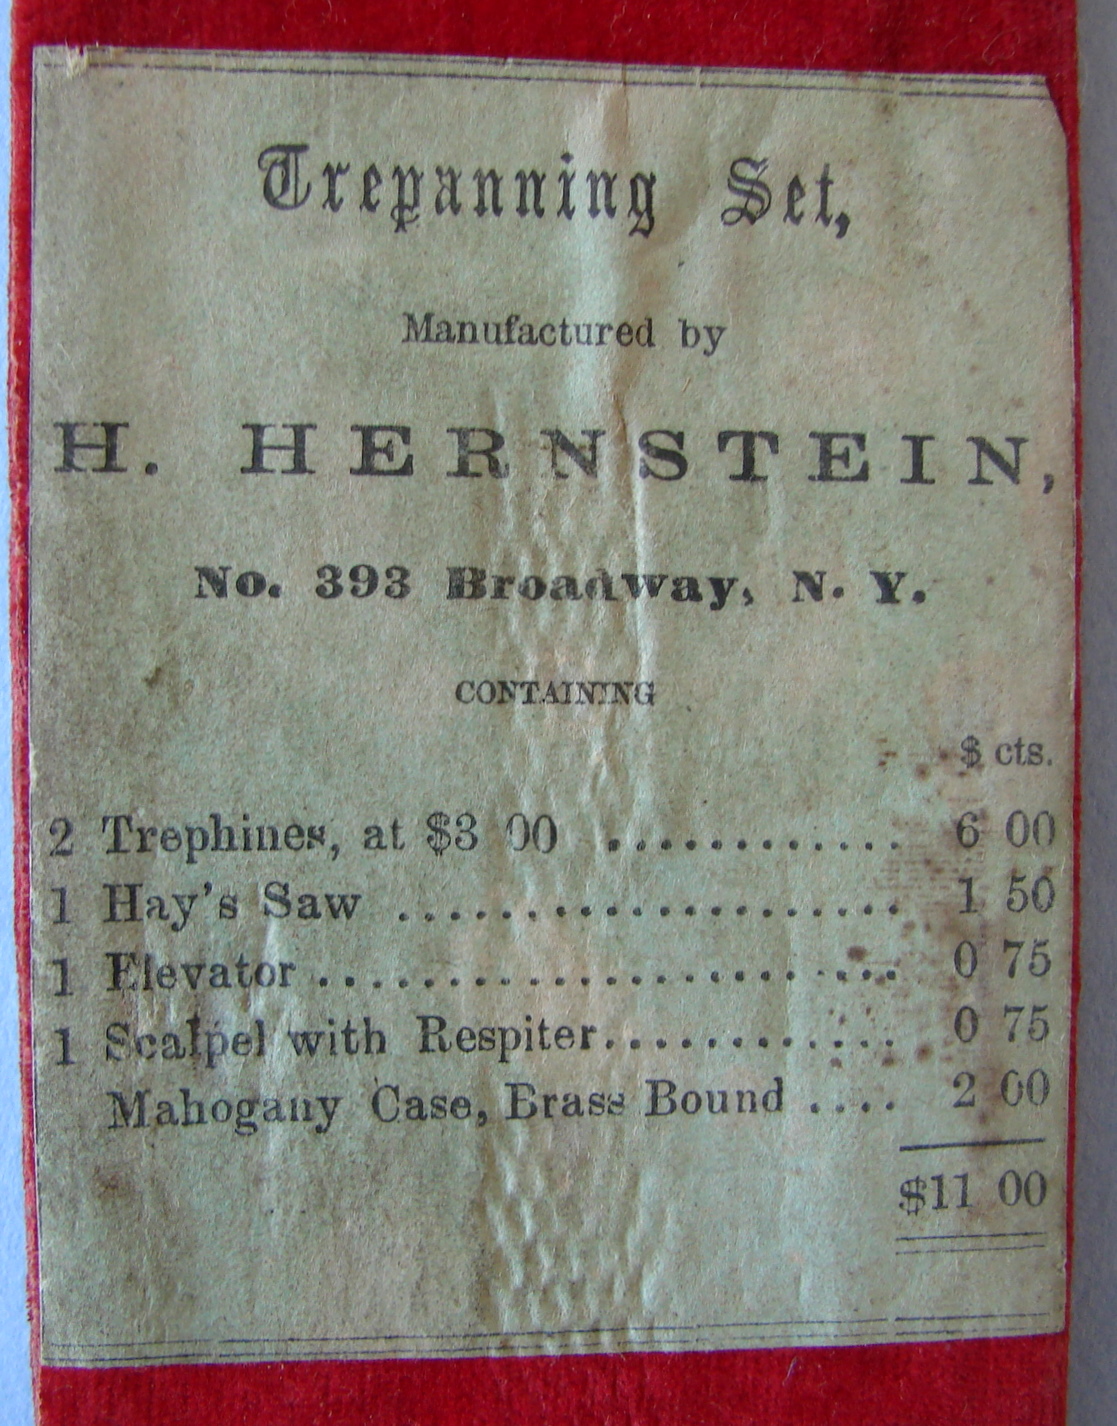 Trepanning Set,
Manufactured by
H. HERNSTEIN,
No. 393 Broadway, N. Y.
CONTAINING
$ cts.
2 Trephines, at $3 00 ............ 6 00
1 Hay's Saw .................... 1 50
1 Elevator ....................... 0 75
1 Scalpel with Respiter............ 0 75
Mahogany Case, Brass Bound .... 2 00
$11 00